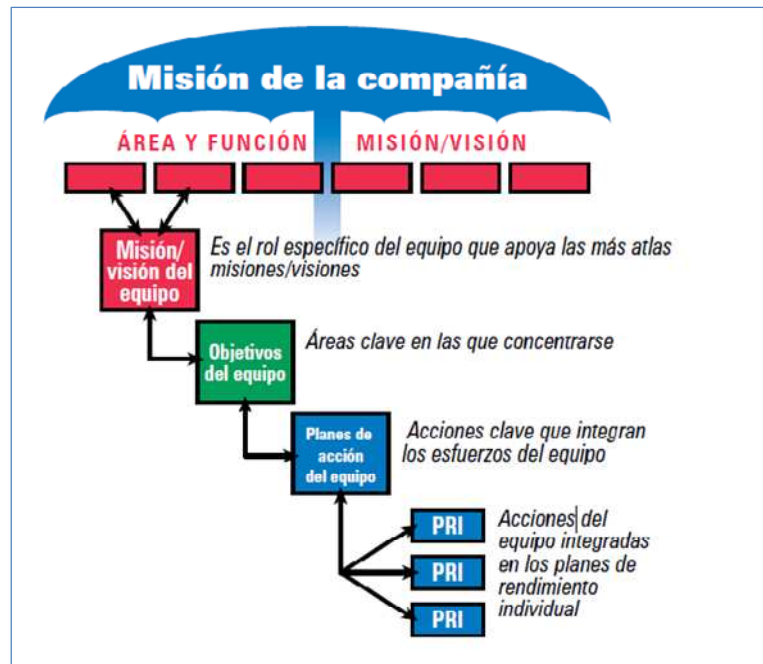 Misión de la compañía
ÁREA Y FUNCIÓN MISIÓN/VISIÓN
Misión/
visión del
equipo
Es el rol específico del equipo que apoya las más atlas
misiones/visiones
Objetivos
del equipo
Áreas clave en las que concentrarse
Planes de
acción
del equipo
Acciones clave que integran
los esfuerzos del equipo
PRI
PRI
PRI
Acciones del
equipo integradas
en los planes de
rendimiento
individual